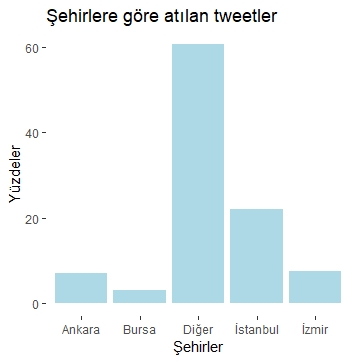 Şehirlere göre atılan tweetler
60
40
20
0
Yüzdeler
Ankara Bursa Diğer İstanbul İzmir
Şehirler